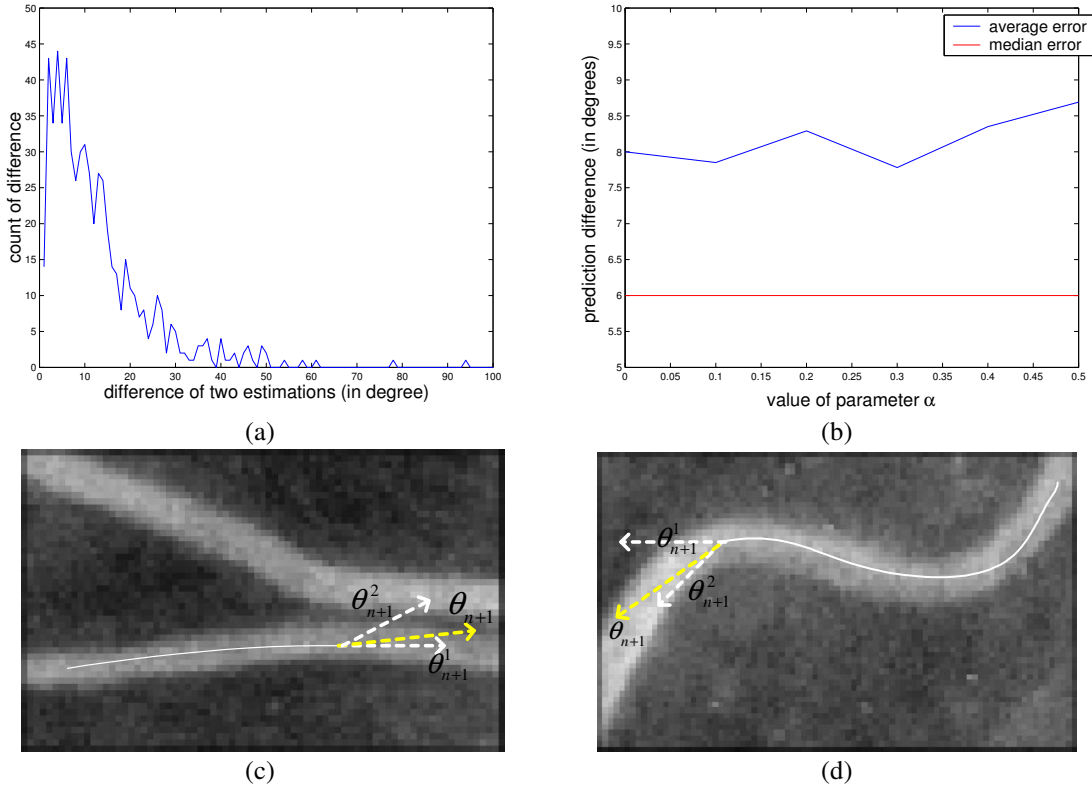 50
45
40
35
30
25
20
15
10
5
0
0 10 20 30 40 50 60 70 80 90 100
count of difference
difference of two estimations (in degree)
(a)
10
9.5
9
8.5
8
7.5
7
6.5
6
5.5
5
0 0.05 0.1 0.15 0.2 0.25 0.3 0.35 0.4 0.45 0.5
prediction difference (in degrees)
value of parameter α
average error
median error
(b)
θ²ₙ₊₁
θₙ₊₁
θ¹ₙ₊₁
(c)
θ¹ₙ₊₁
θ²ₙ₊₁
θₙ₊₁
(d)